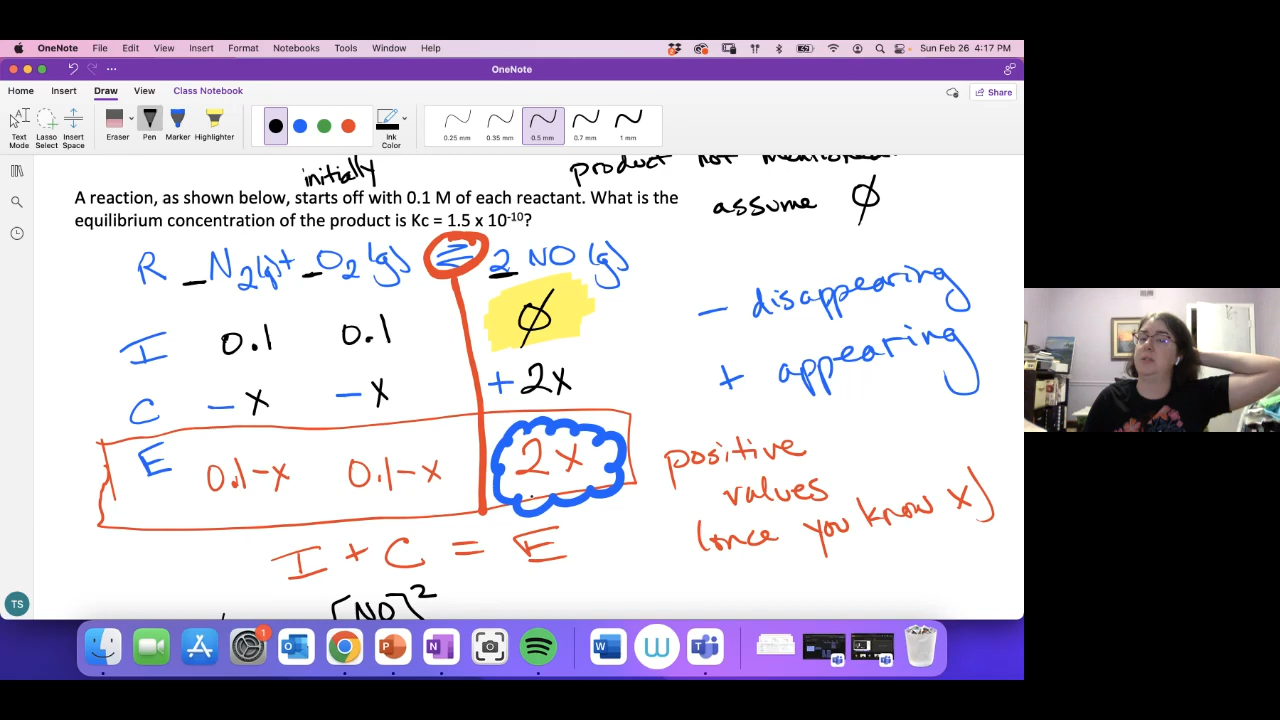 OneNote File Edit View Insert Format Notebooks Tools Window Help Sun Feb 26 4:17 PM
OneNote
Home Insert Draw View Class Notebook Share
Text Mode Lasso Select Insert Space Eraser Pen Marker Highlighter Ink Color 0.25 mm 0.35 mm 0.5 mm 0.7 mm 1 mm
initially product not mentioned
A reaction, as shown below, starts off with 0.1 M of each reactant. What is the
equilibrium concentration of the product is Kc = 1.5 x 10⁻¹⁰?
assume ∅
R _N₂(g) + _O₂(g) ⇌ 2 NO (g)
I 0.1 0.1 ∅
C -x -x +2x
E 0.1-x 0.1-x 2x
- disappearing
+ appearing
positive
values
(once you know x)
I + C = E
[NO]²
TS
1
W
P
N
W
T